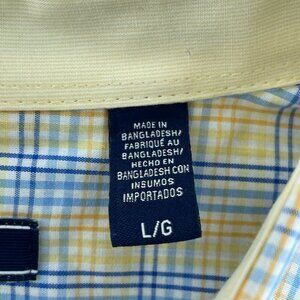 MADE IN
BANGLADESH/
FABRIQUÉ AU
BANGLADESH/
HECHO EN
BANGLADESH CON
INSUMOS
IMPORTADOS
L/G